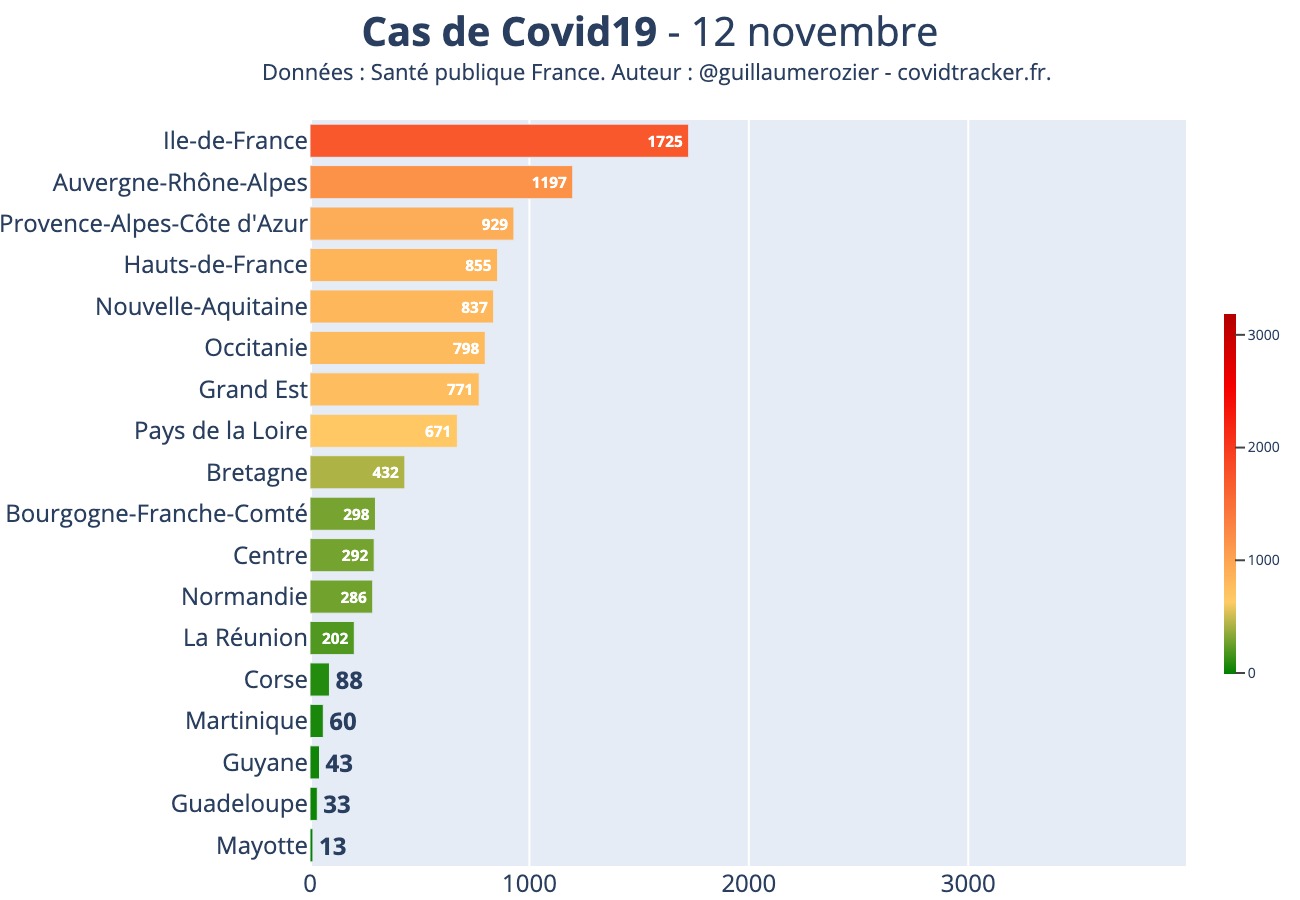 Cas de Covid19 - 12 novembre
Données : Santé publique France. Auteur : @guillaumerozier - covidtracker.fr.
Ile-de-France 1725
Auvergne-Rhône-Alpes 1197
Provence-Alpes-Côte d'Azur 929
Hauts-de-France 855
Nouvelle-Aquitaine 837
Occitanie 798
Grand Est 771
Pays de la Loire 671
Bretagne 432
Bourgogne-Franche-Comté 298
Centre 292
Normandie 286
La Réunion 202
Corse 88
Martinique 60
Guyane 43
Guadeloupe 33
Mayotte 13
0 1000 2000 3000
3000
2000
1000
0